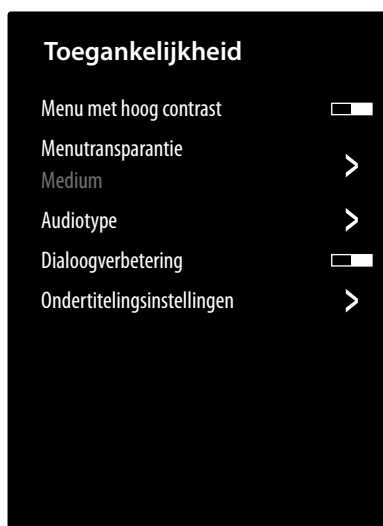 Toegankelijkheid
Menu met hoog contrast
Menutransparantie
Medium
Audiotype
Dialoogverbetering
Ondertitelingsinstellingen